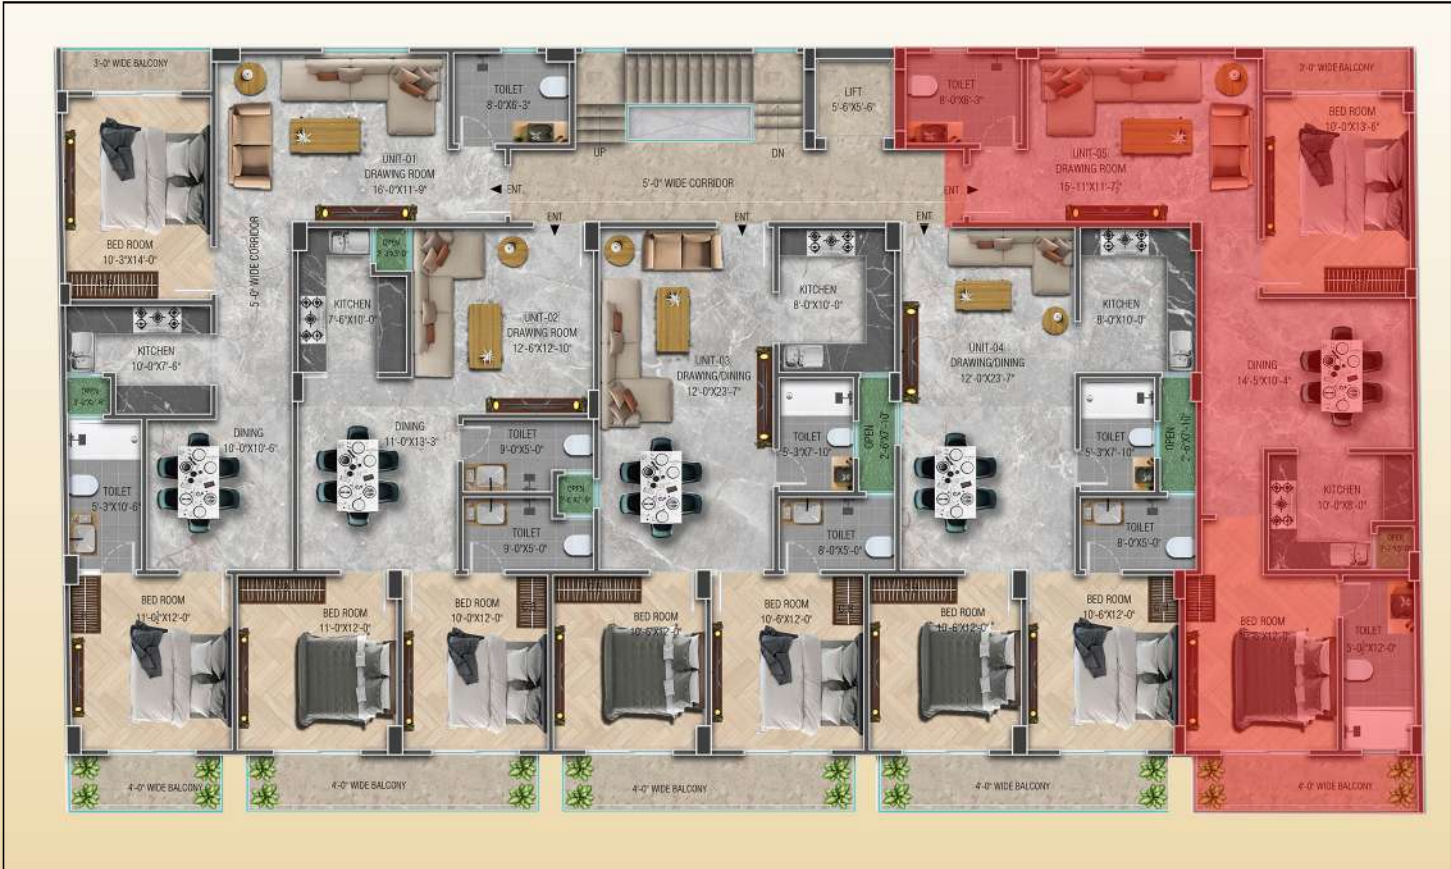 3'-0" WIDE BALCONY
TOILET
8'-0"X6'-3"
LIFT
5'-6"X5'-6"
TOILET
8'-0"X6'-3"
3'-0" WIDE BALCONY
UP
DN
BED ROOM
10'-0"X13'-6"
UNIT-01
DRAWING ROOM
16'-0"X11'-9"
ENT.
5'-0" WIDE CORRIDOR
ENT.
UNIT-05
DRAWING ROOM
15'-11"X11'-7½"
ENT.
ENT.
ENT.
BED ROOM
10'-3"X14'-0"
5'-0" WIDE CORRIDOR
OPEN
KITCHEN
7'-6"X10'-0"
UNIT-02
DRAWING ROOM
12'-6"X12'-10"
KITCHEN
8'-0"X10'-0"
KITCHEN
8'-0"X10'-0"
KITCHEN
10'-0"X7'-6"
UNIT-03
DRAWING/DINING
12'-0"X23'-7"
UNIT-04
DRAWING/DINING
12'-0"X23'-7"
DINING
14'-5"X10'-4"
OPEN
DINING
10'-0"X10'-6"
DINING
11'-0"X13'-3"
TOILET
9'-0"X5'-0"
TOILET
5'-3"X7'-10"
OPEN
2'-6"X7'-10"
TOILET
5'-3"X7'-10"
OPEN
2'-6"X7'-10"
TOILET
5'-3"X10'-6"
OPEN
KITCHEN
10'-0"X8'-0"
TOILET
9'-0"X5'-0"
TOILET
8'-0"X5'-0"
TOILET
8'-0"X5'-0"
OPEN
BED ROOM
11'-0½"X12'-0"
BED ROOM
11'-0"X12'-0"
BED ROOM
10'-0"X12'-0"
BED ROOM
BED ROOM
10'-6"X12'-0"
BED ROOM
10'-6"X12'-0"
BED ROOM
10'-6"X12'-0"
BED ROOM
TOILET
4'-0" WIDE BALCONY
4'-0" WIDE BALCONY
4'-0" WIDE BALCONY
4'-0" WIDE BALCONY
4'-0" WIDE BALCONY